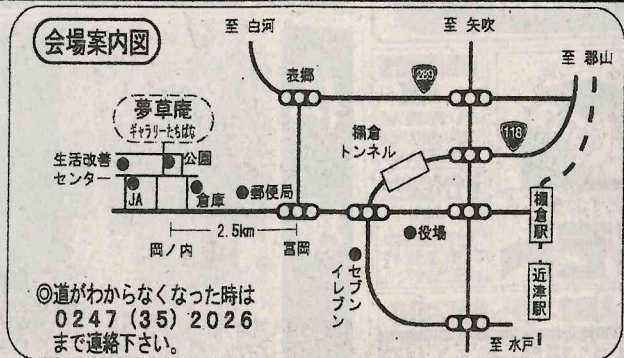 会場案内図
至 白河
至 矢吹
至 郡山
表郷
289
118
夢草庵
ギャラリーたちばな
棚倉
トンネル
生活改善
センター
公園
JA
倉庫
郵便局
2.5km
岡ノ内
富岡
役場
セブン
イレブン
棚倉駅
近津駅
至 水戸
◎道がわからなくなった時は
0247 (35) 2026
まで連絡下さい。